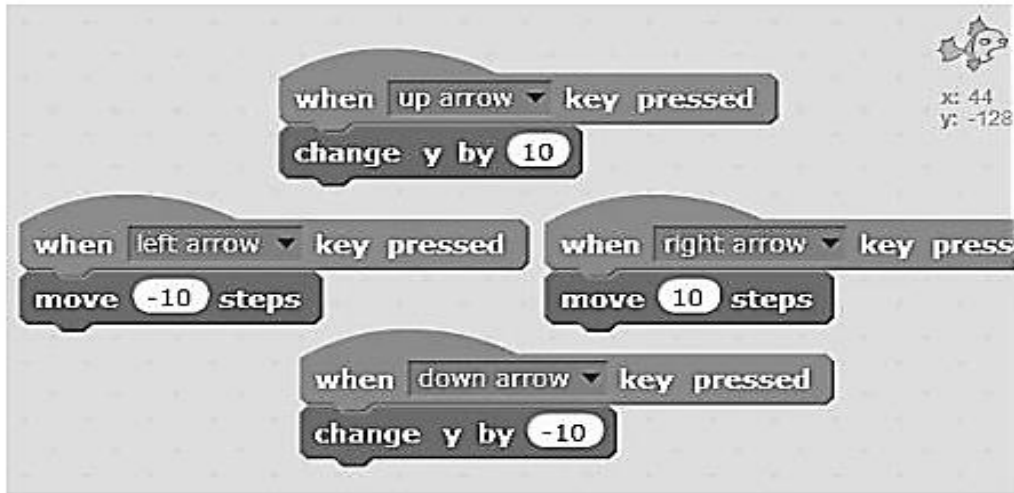 when up arrow key pressed
change y by 10
x: 44
y: -128
when left arrow key pressed
move -10 steps
when right arrow key press
move 10 steps
when down arrow key pressed
change y by -10